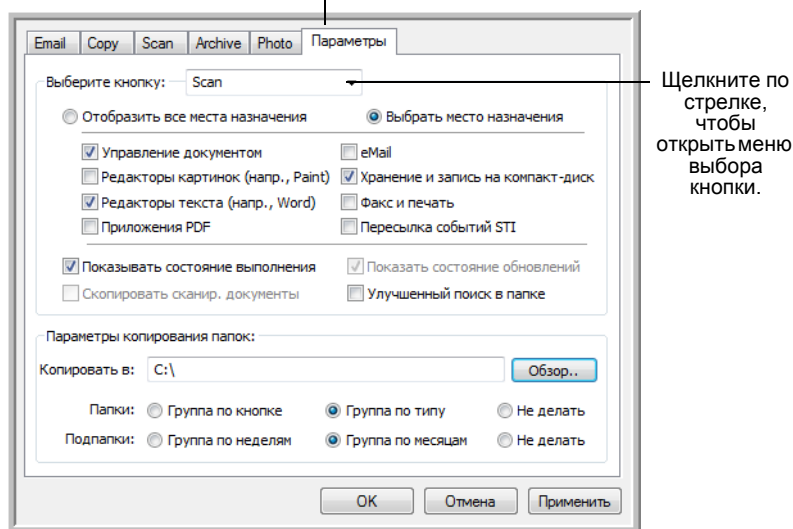 Email Copy Scan Archive Photo Параметры
Выберите кнопку: Scan
Отобразить все места назначения Выбрать место назначения
Управление документом eMail
Редакторы картинок (напр., Paint) Хранение и запись на компакт-диск
Редакторы текста (напр., Word) Факс и печать
Приложения PDF Пересылка событий STI
Показывать состояние выполнения Показать состояние обновлений
Скопировать сканир. документы Улучшенный поиск в папке
Параметры копирования папок:
Копировать в: C:\ Обзор..
Папки: Группа по кнопке Группа по типу Не делать
Подпапки: Группа по неделям Группа по месяцам Не делать
OK Отмена Применить
Щелкните по
стрелке,
чтобы
открыть меню
выбора
кнопки.